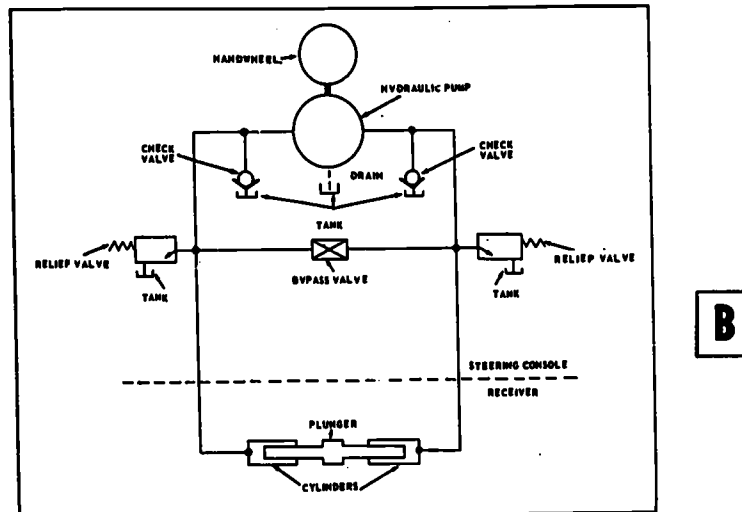 HANDWHEEL
HYDRAULIC PUMP
CHECK
VALVE
CHECK
VALVE
DRAIN
TANK
RELIEF VALVE
RELIEF VALVE
BYPASS VALVE
TANK
TANK
B
STEERING CONSOLE
RECEIVER
PLUNGER
CYLINDERS